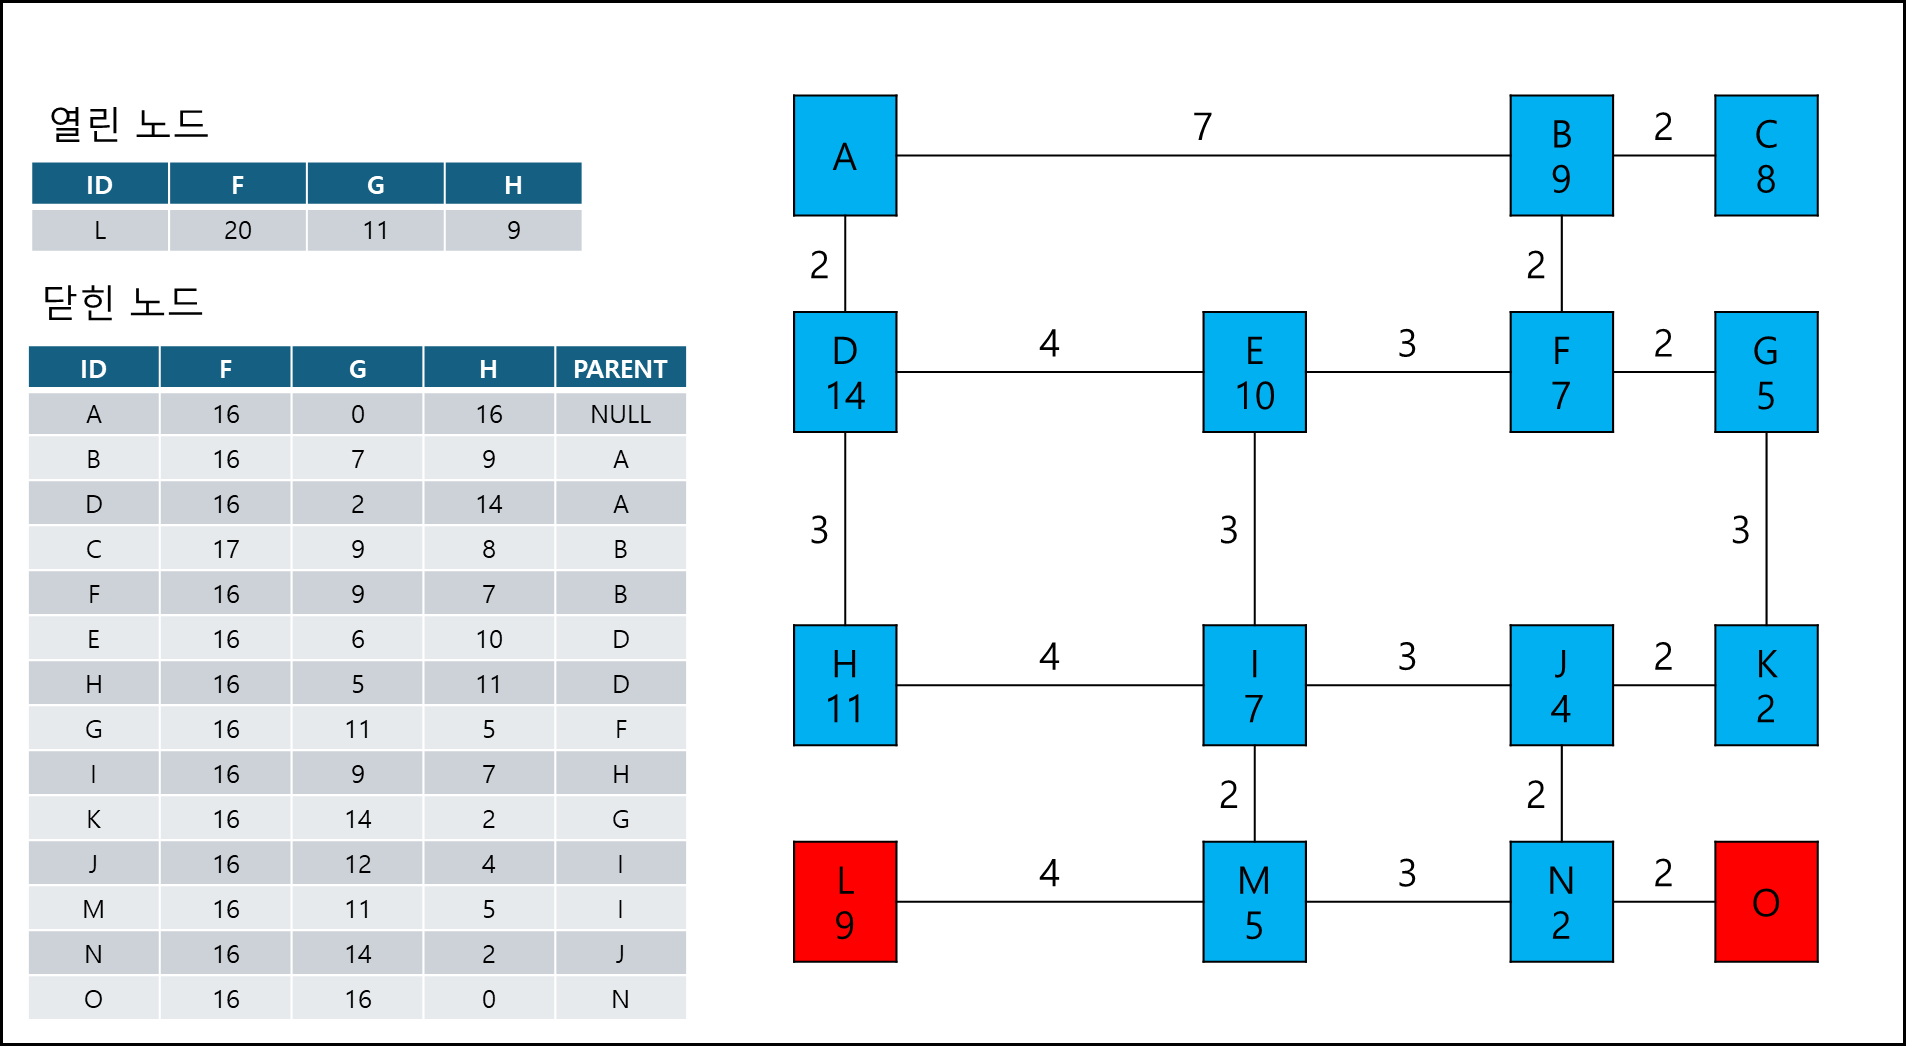 열린 노드
ID F G H
L 20 11 9
닫힌 노드
ID F G H PARENT
A 16 0 16 NULL
B 16 7 9 A
D 16 2 14 A
C 17 9 8 B
F 16 9 7 B
E 16 6 10 D
H 16 5 11 D
G 16 11 5 F
I 16 9 7 H
K 16 14 2 G
J 16 12 4 I
M 16 11 5 I
N 16 14 2 J
O 16 16 0 N
A
7
B
9
2
C
8
2
2
D
14
4
E
10
3
F
7
2
G
5
3
3
3
H
11
4
I
7
3
J
4
2
K
2
2
2
L
9
4
M
5
3
N
2
2
O